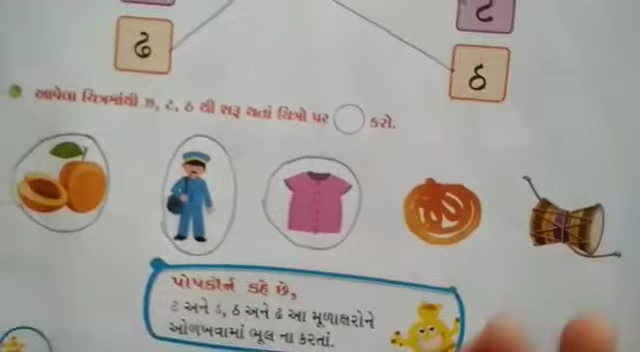 ઢ
ટ
ઠ
આપેલા ચિત્રમાંથી ઝ, ટ, ઠ થી શરૂ થતાં ચિત્રો પર કરો.
પોપકોર્ન કહે છે,
ટ અને ડ, ઠ અને ઢ આ મૂળાક્ષરોને
ઓળખવામાં ભૂલ ના કરતાં.